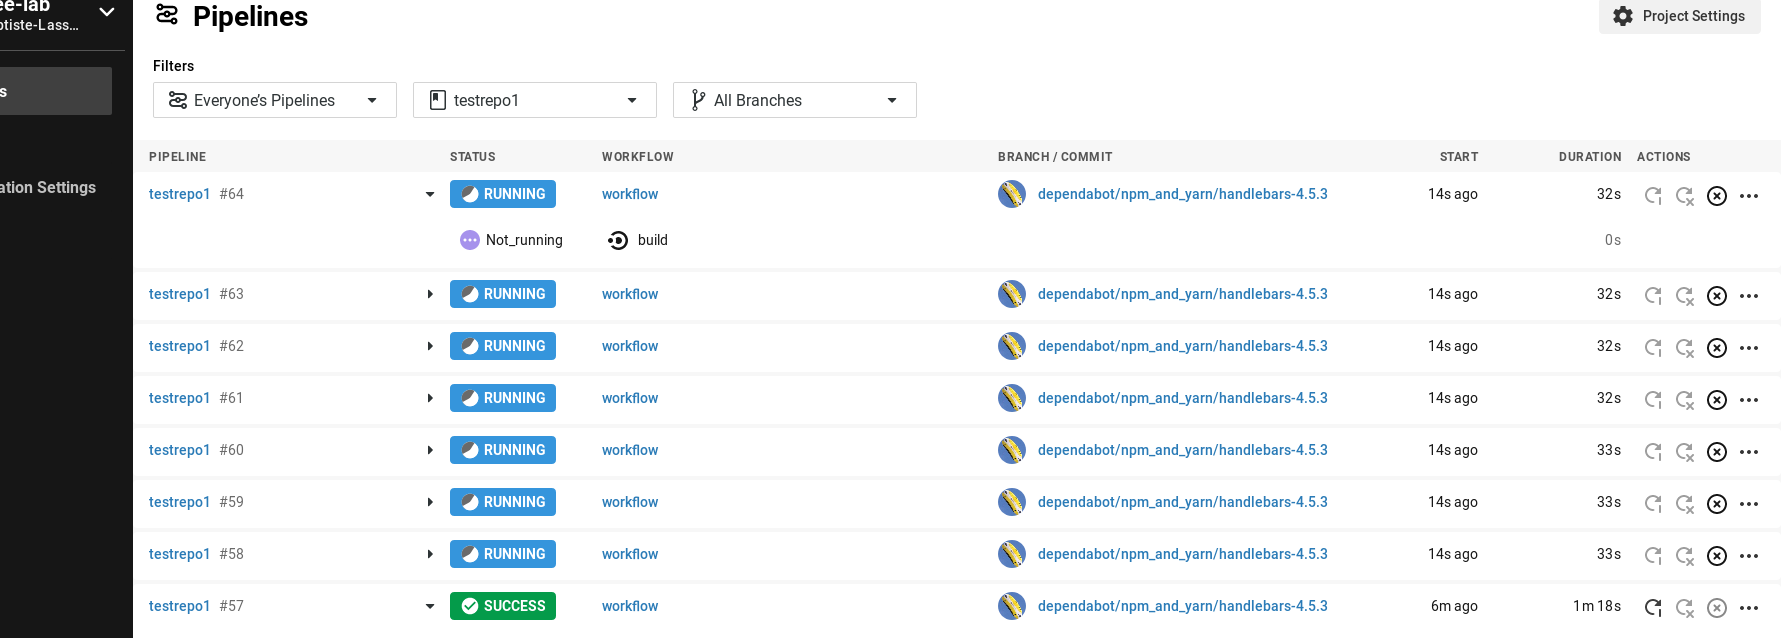 ee-lab
ptiste-Lass...
s
ation Settings
Pipelines
Project Settings
Filters
Everyone's Pipelines
testrepo1
All Branches
PIPELINE STATUS WORKFLOW BRANCH / COMMIT START DURATION ACTIONS
testrepo1 #64 RUNNING workflow dependabot/npm_and_yarn/handlebars-4.5.3 14s ago 32s
Not_running build 0s
testrepo1 #63 RUNNING workflow dependabot/npm_and_yarn/handlebars-4.5.3 14s ago 32s
testrepo1 #62 RUNNING workflow dependabot/npm_and_yarn/handlebars-4.5.3 14s ago 32s
testrepo1 #61 RUNNING workflow dependabot/npm_and_yarn/handlebars-4.5.3 14s ago 32s
testrepo1 #60 RUNNING workflow dependabot/npm_and_yarn/handlebars-4.5.3 14s ago 33s
testrepo1 #59 RUNNING workflow dependabot/npm_and_yarn/handlebars-4.5.3 14s ago 33s
testrepo1 #58 RUNNING workflow dependabot/npm_and_yarn/handlebars-4.5.3 14s ago 33s
testrepo1 #57 SUCCESS workflow dependabot/npm_and_yarn/handlebars-4.5.3 6m ago 1m 18s